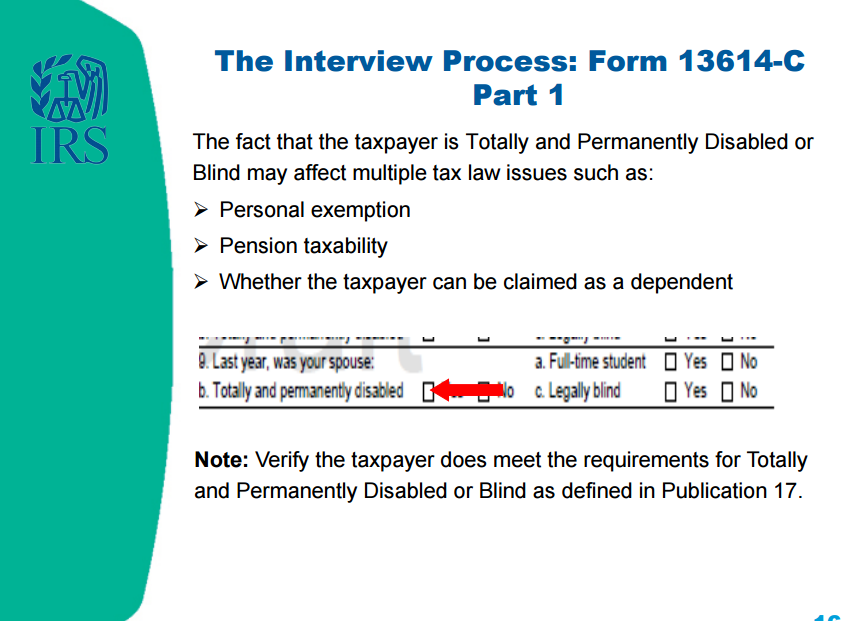 The Interview Process: Form 13614-C
Part 1
IRS
The fact that the taxpayer is Totally and Permanently Disabled or
Blind may affect multiple tax law issues such as:
➢ Personal exemption
➢ Pension taxability
➢ Whether the taxpayer can be claimed as a dependent
9. Last year, was your spouse: a. Full-time student Yes No
b. Totally and permanently disabled No c. Legally blind Yes No
Note: Verify the taxpayer does meet the requirements for Totally
and Permanently Disabled or Blind as defined in Publication 17.